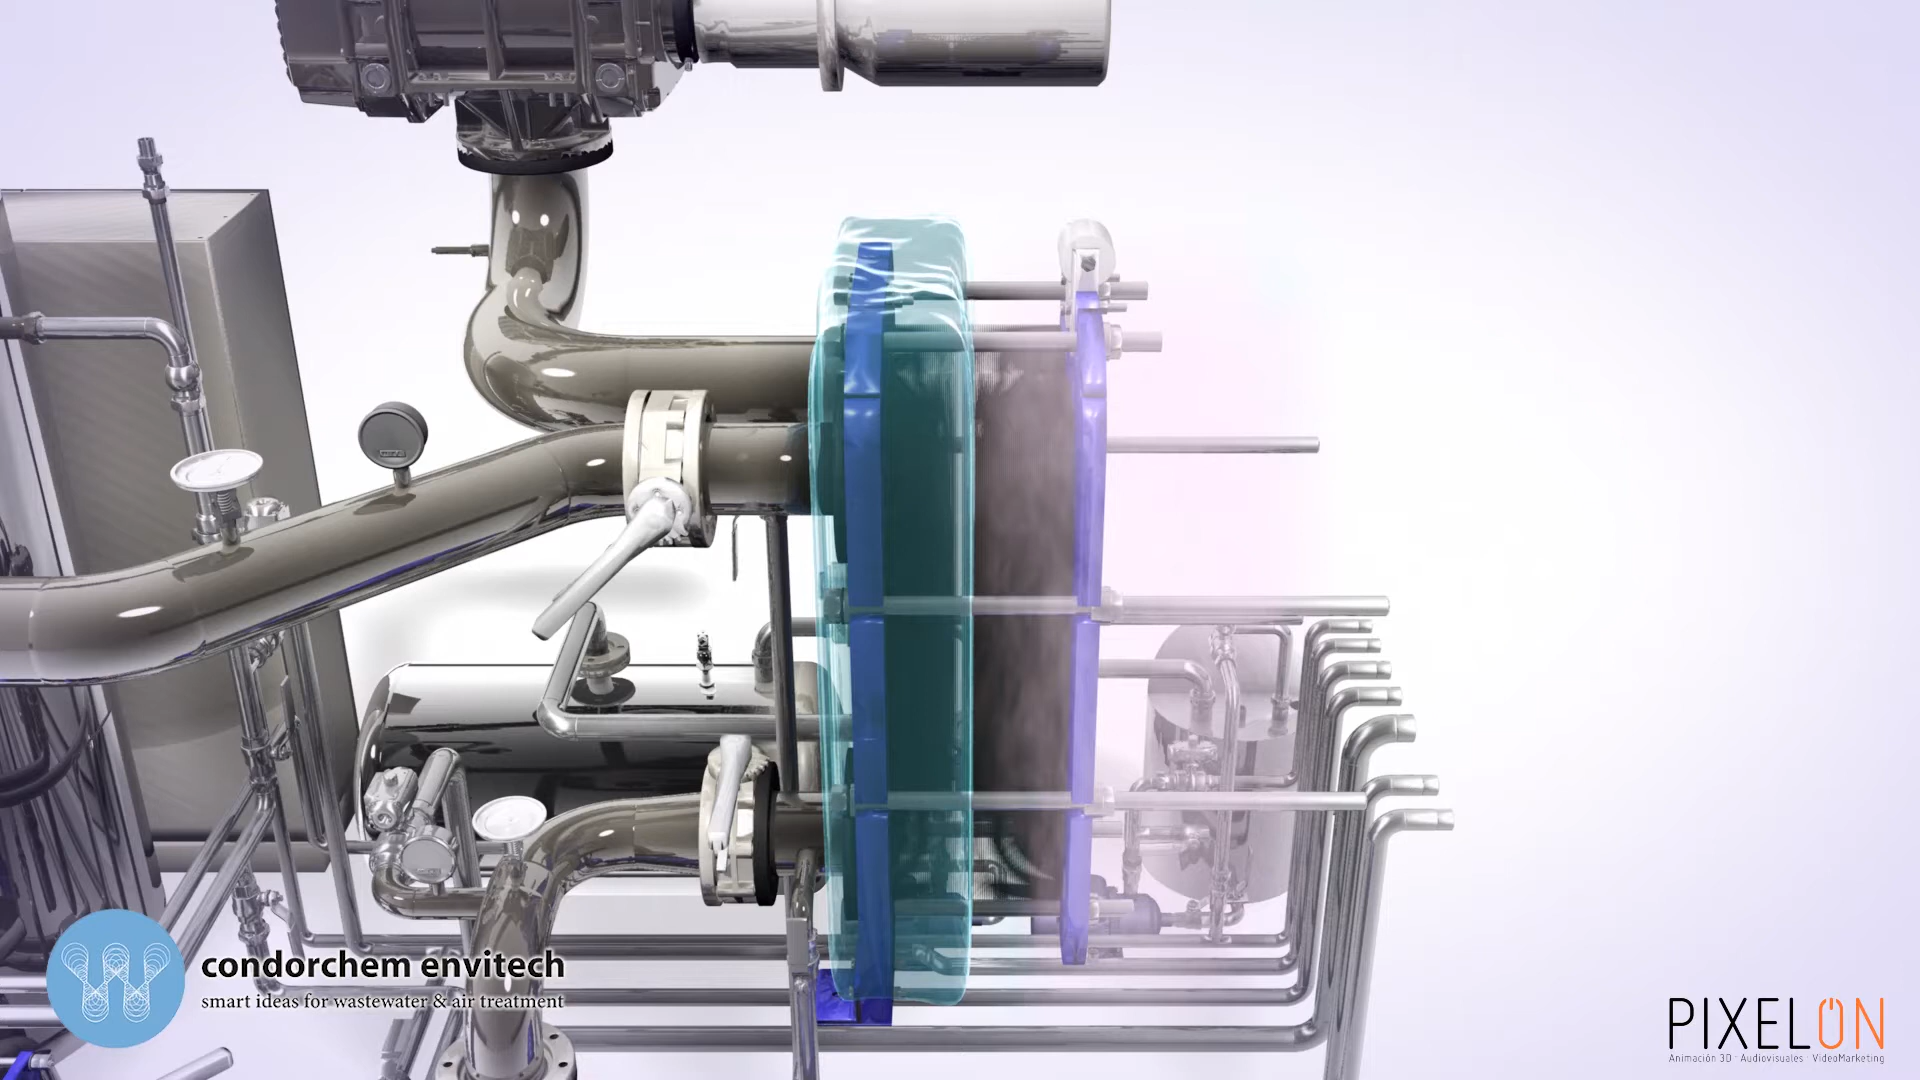 condorchem envitech
smart ideas for wastewater & air treatment
PIXELON
Animación 3D · Audiovisuales · VideoMarketing